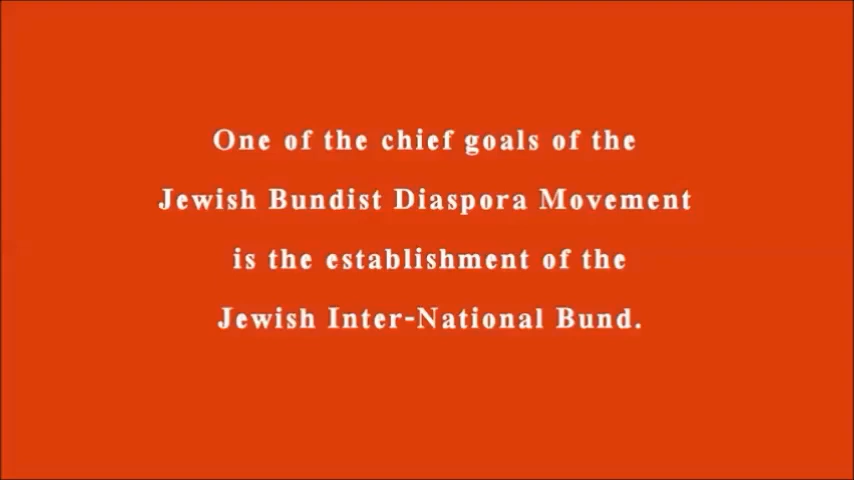 One of the chief goals of the
Jewish Bundist Diaspora Movement
is the establishment of the
Jewish Inter-National Bund.